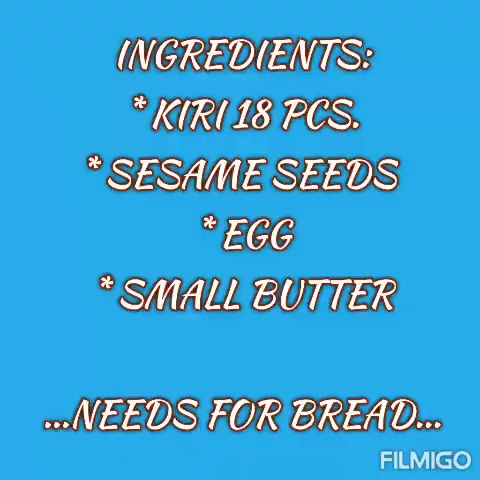 INGREDIENTS:
* KIRI 18 PCS.
* SESAME SEEDS
* EGG
* SMALL BUTTER
...NEEDS FOR BREAD...
FILMIGO